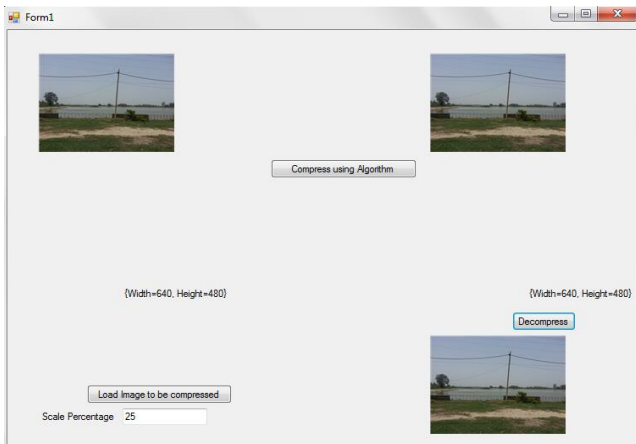 Form1
Compress using Algorithm
{Width=640, Height=480}
{Width=640, Height=480}
Decompress
Load Image to be compressed
Scale Percentage 25